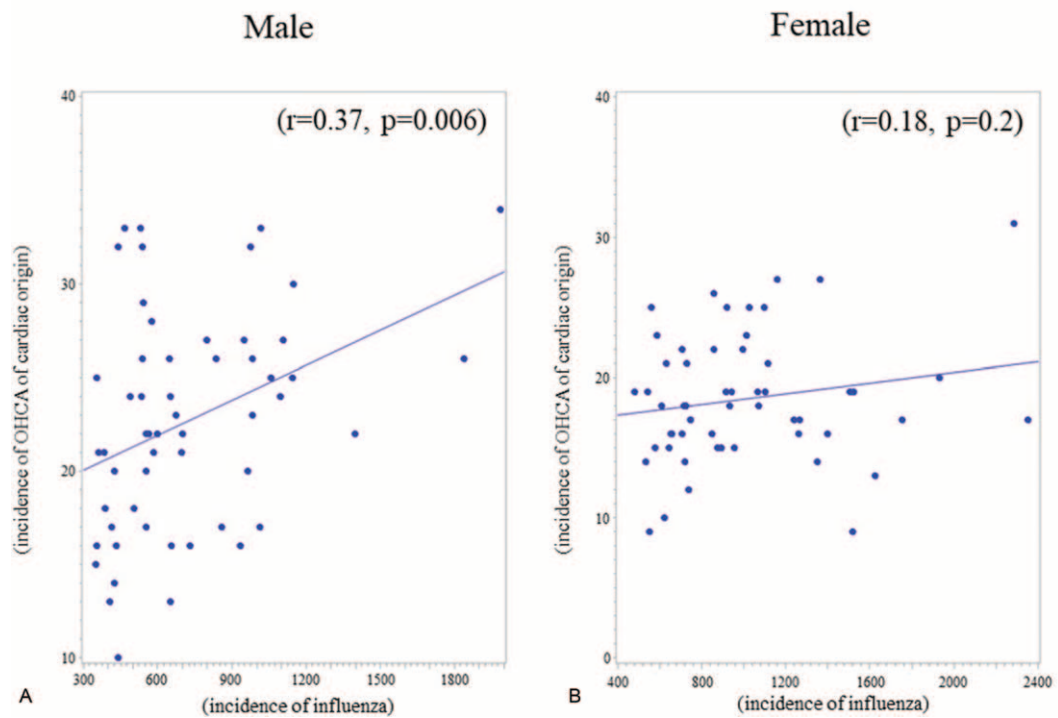 Male
(r=0.37, p=0.006)
(incidence of OHCA of cardiac origin)
40
30
20
10
300
600
900
1200
1500
1800
(incidence of influenza)
A
Female
(r=0.18, p=0.2)
(incidence of OHCA of cardiac origin)
40
30
20
10
0
400
800
1200
1600
2000
2400
(incidence of influenza)
B